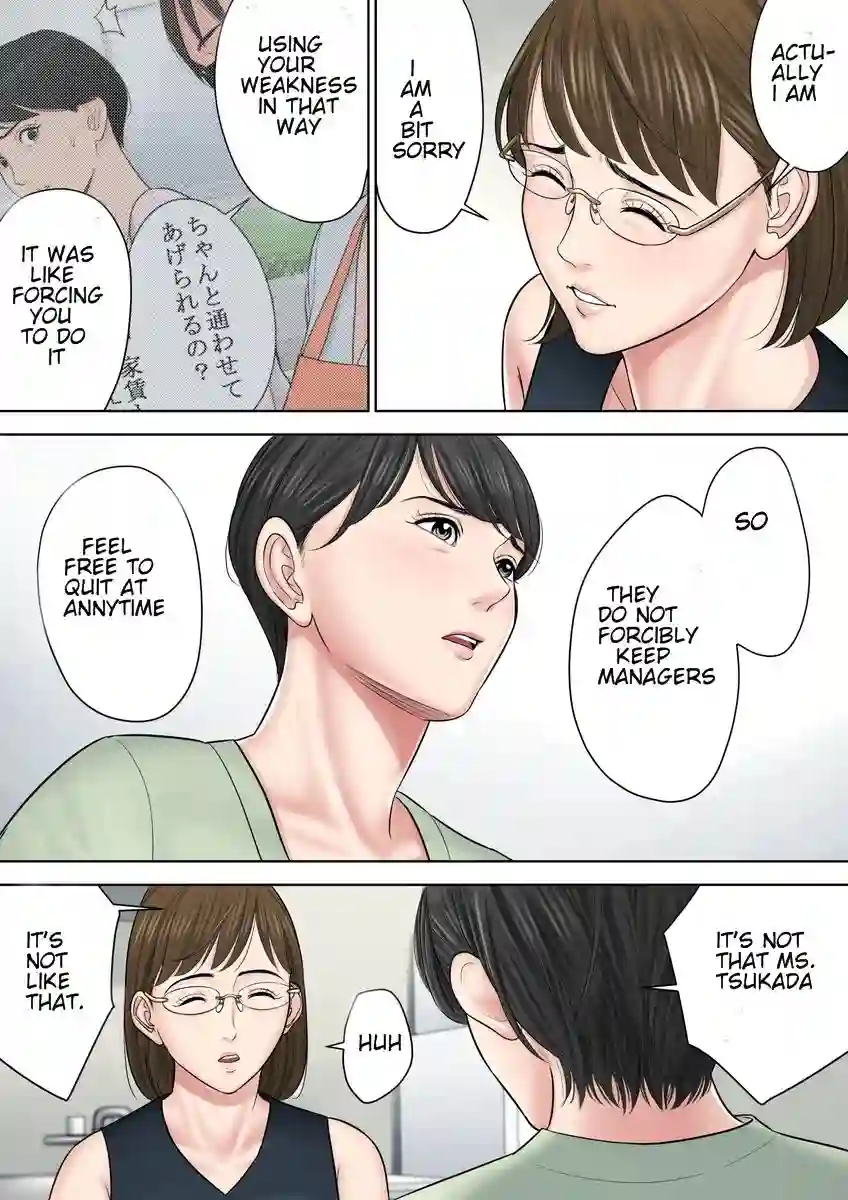 ACTU-
ALLY
I AM
I
AM
A
BIT
SORRY
USING
YOUR
WEAKNESS
IN THAT
WAY
ちゃんと通わせて
あげられるの?
家賃
IT WAS
LIKE
FORCING
YOU
TO DO
IT
SO
THEY
DO NOT
FORCIBLY
KEEP
MANAGERS
FEEL
FREE TO
QUIT AT
ANNYTIME
IT'S NOT
THAT MS.
TSUKADA
HUH
IT'S
NOT
LIKE
THAT.